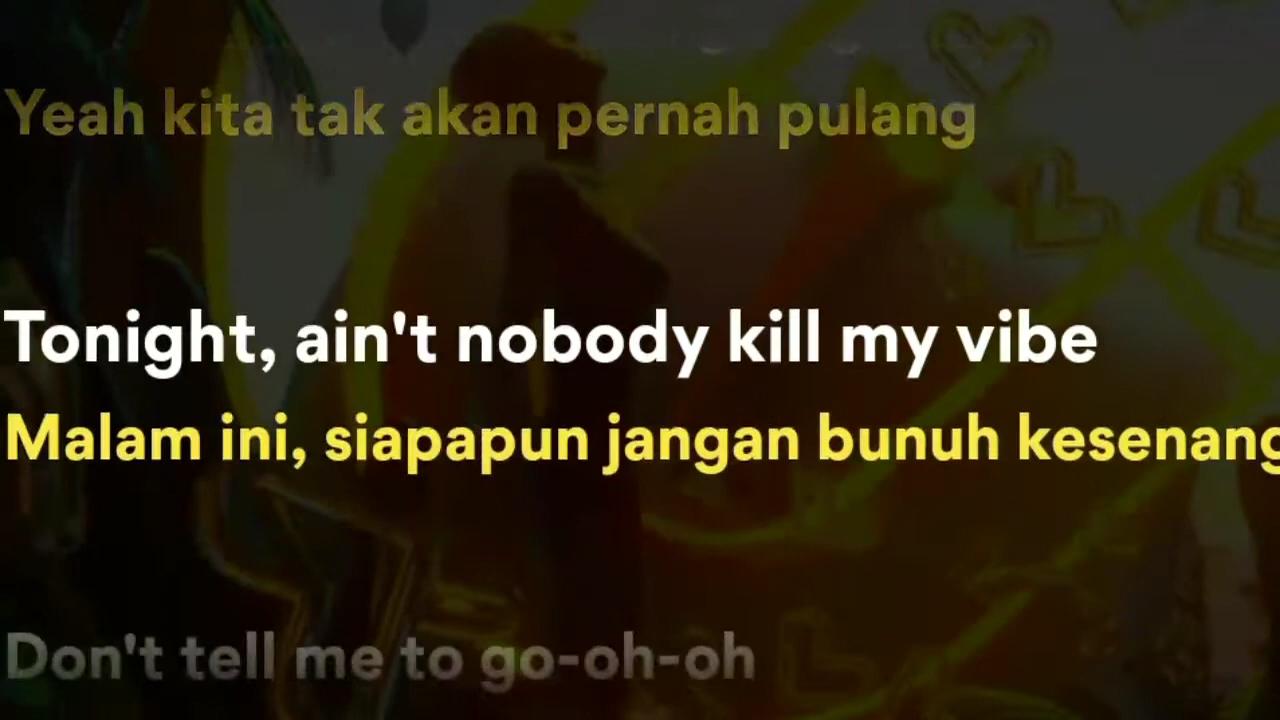 Yeah kita tak akan pernah pulang
Tonight, ain't nobody kill my vibe
Malam ini, siapapun jangan bunuh kesenang
Don't tell me to go-oh-oh